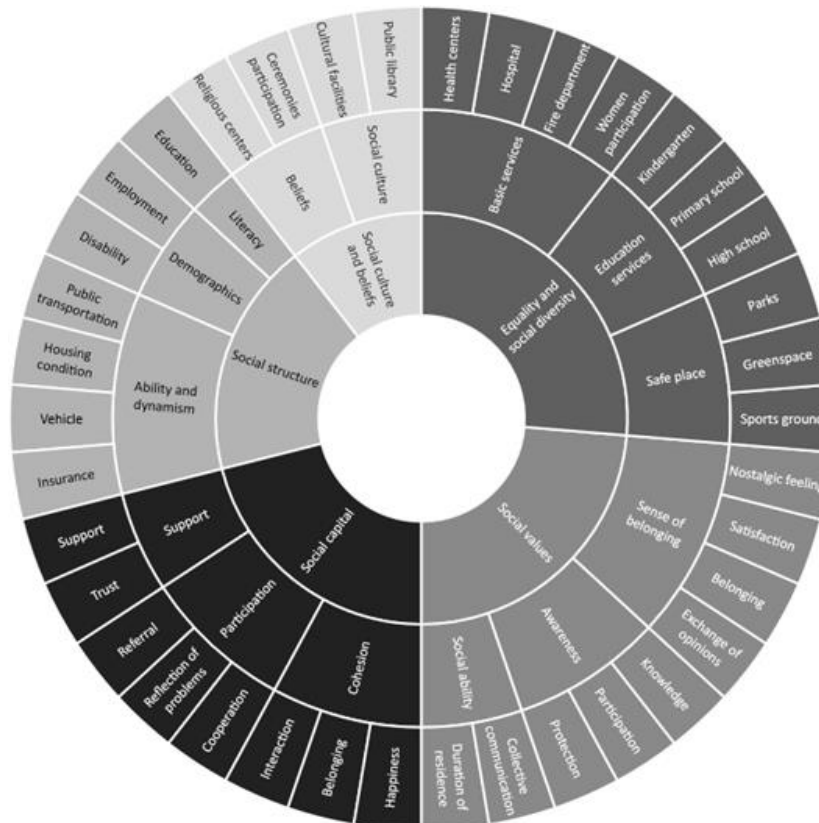 Health centers
Hospital
Fire department
Women
participation
Kindergarten
Primary school
High school
Parks
Greenspace
Sports ground
Nostalgic feeling
Satisfaction
Belonging
Exchange of
opinions
Knowledge
Participation
Protection
Collective
communication
Duration of
residence
Happiness
Belonging
Interaction
Cooperation
Reflection of
problems
Referral
Trust
Support
Insurance
Vehicle
Housing
condition
Public
transportation
Disability
Employment
Education
Religious centers
Ceremonies
participation
Cultural facilities
Public library
Basic services
Education
services
Safe place
Sense of
belonging
Awareness
Social ability
Cohesion
Participation
Support
Ability and
dynamism
Demographics
Literacy
Beliefs
Social culture
Equality and
social diversity
Social values
Social capital
Social structure
Social culture
and beliefs